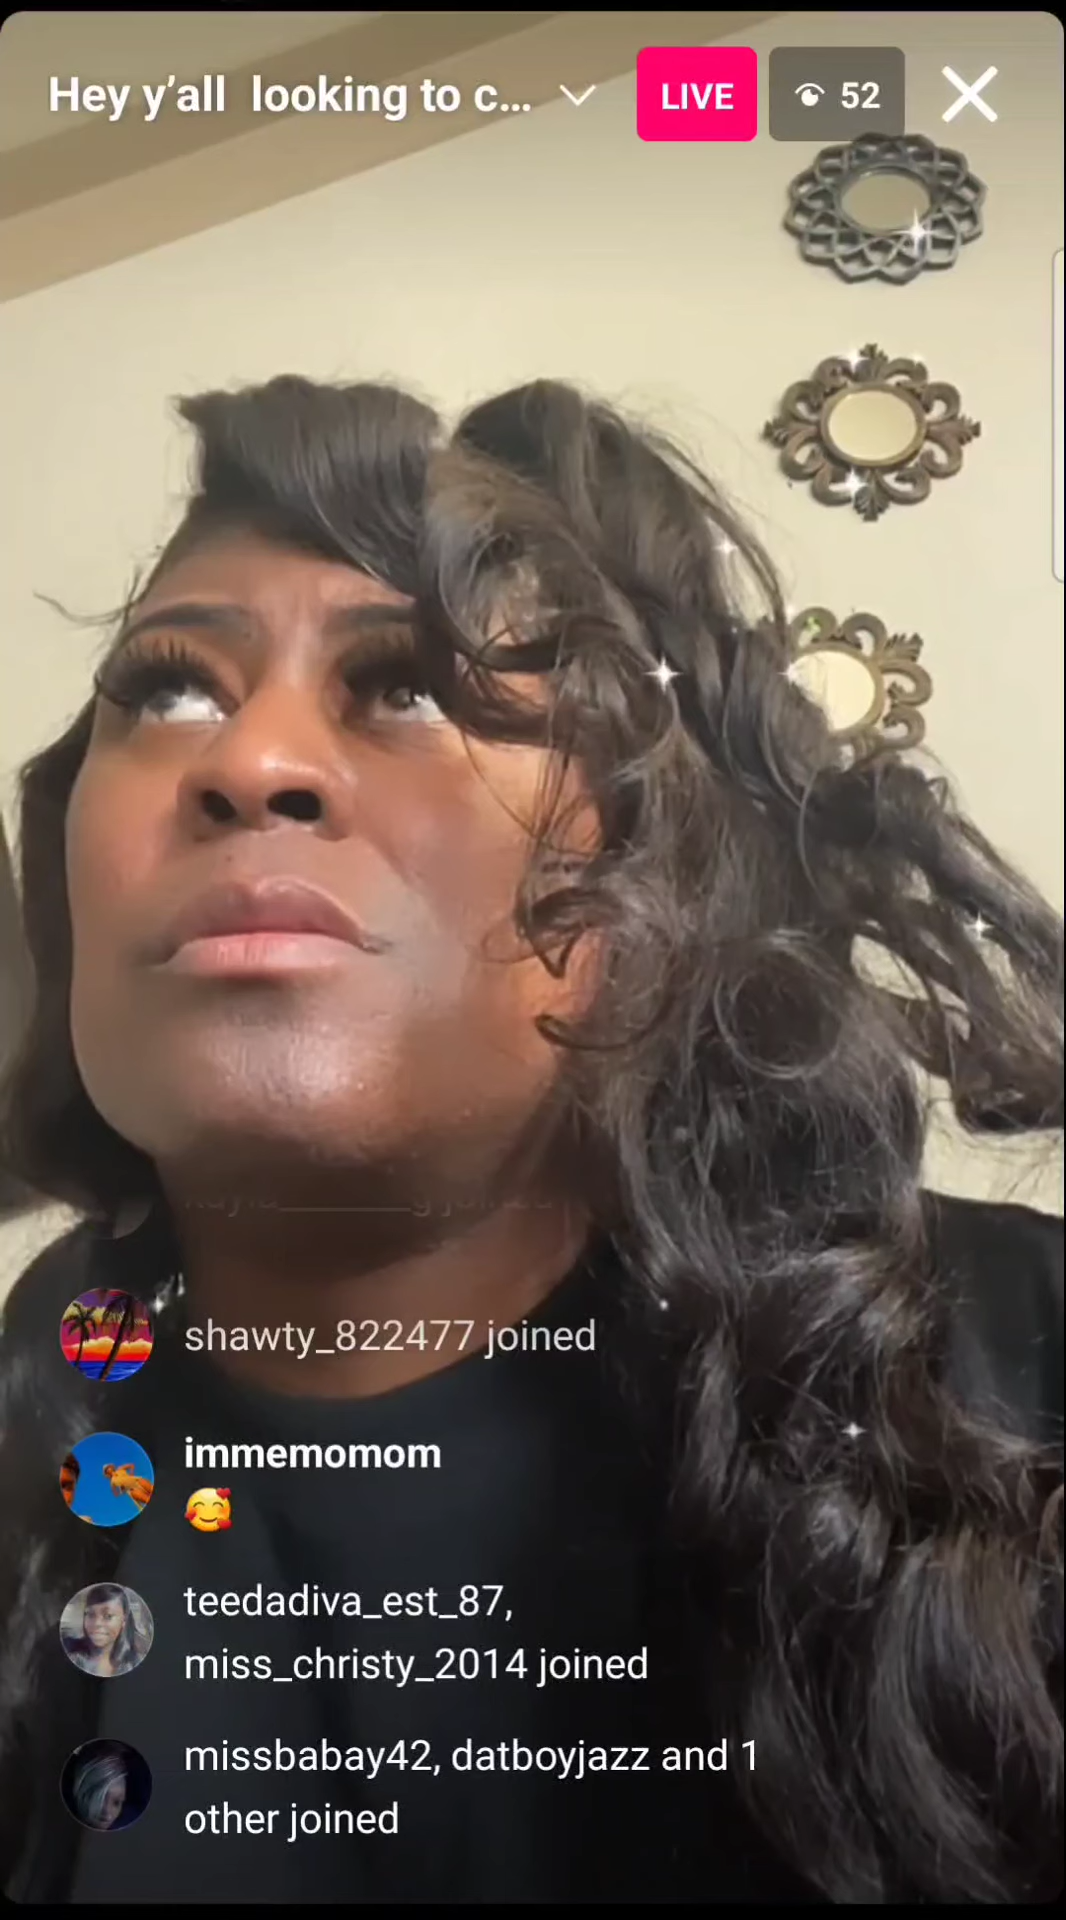 Hey y’all  looking to c...
LIVE
52
shawty_822477 joined
immemomom
🥰
teedadiva_est_87,
miss_christy_2014 joined
missbabay42, datboyjazz and 1
other joined